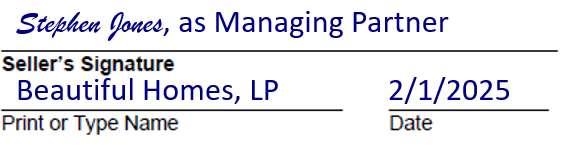 Stephen Jones, as Managing Partner
Seller's Signature
Beautiful Homes, LP 2/1/2025
Print or Type Name Date